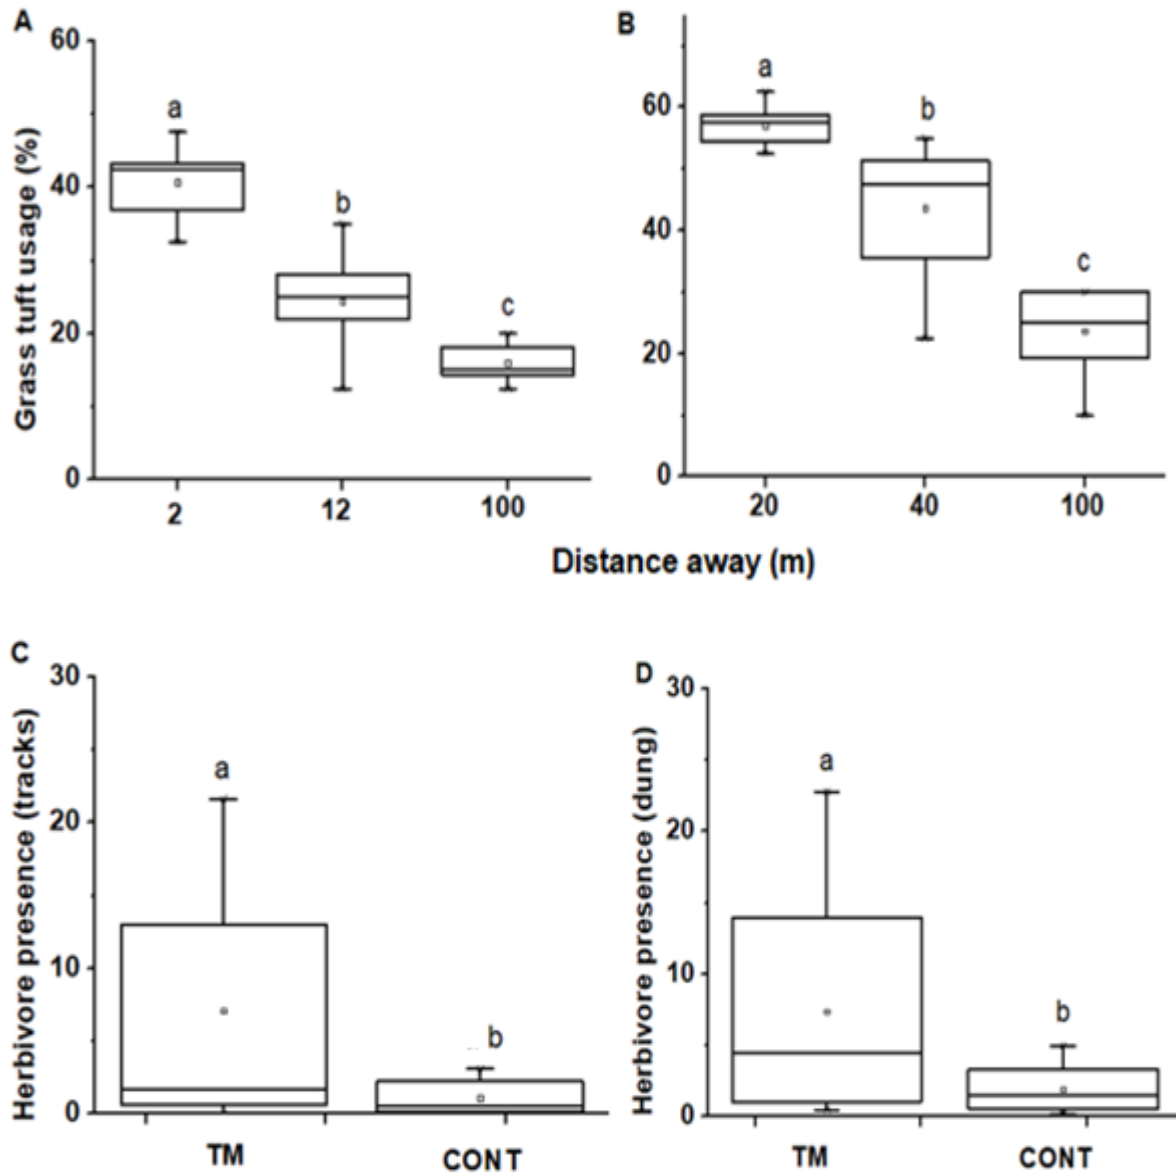 A
Grass tuft usage (%)
60
40
20
0
a
b
c
2
12
100
B
60
40
20
0
a
b
c
20
40
100
Distance away (m)
C
Herbivore presence (tracks)
30
20
10
0
a
b
TM
CONT
D
Herbivore presence (dung)
30
20
10
0
a
b
TM
CONT